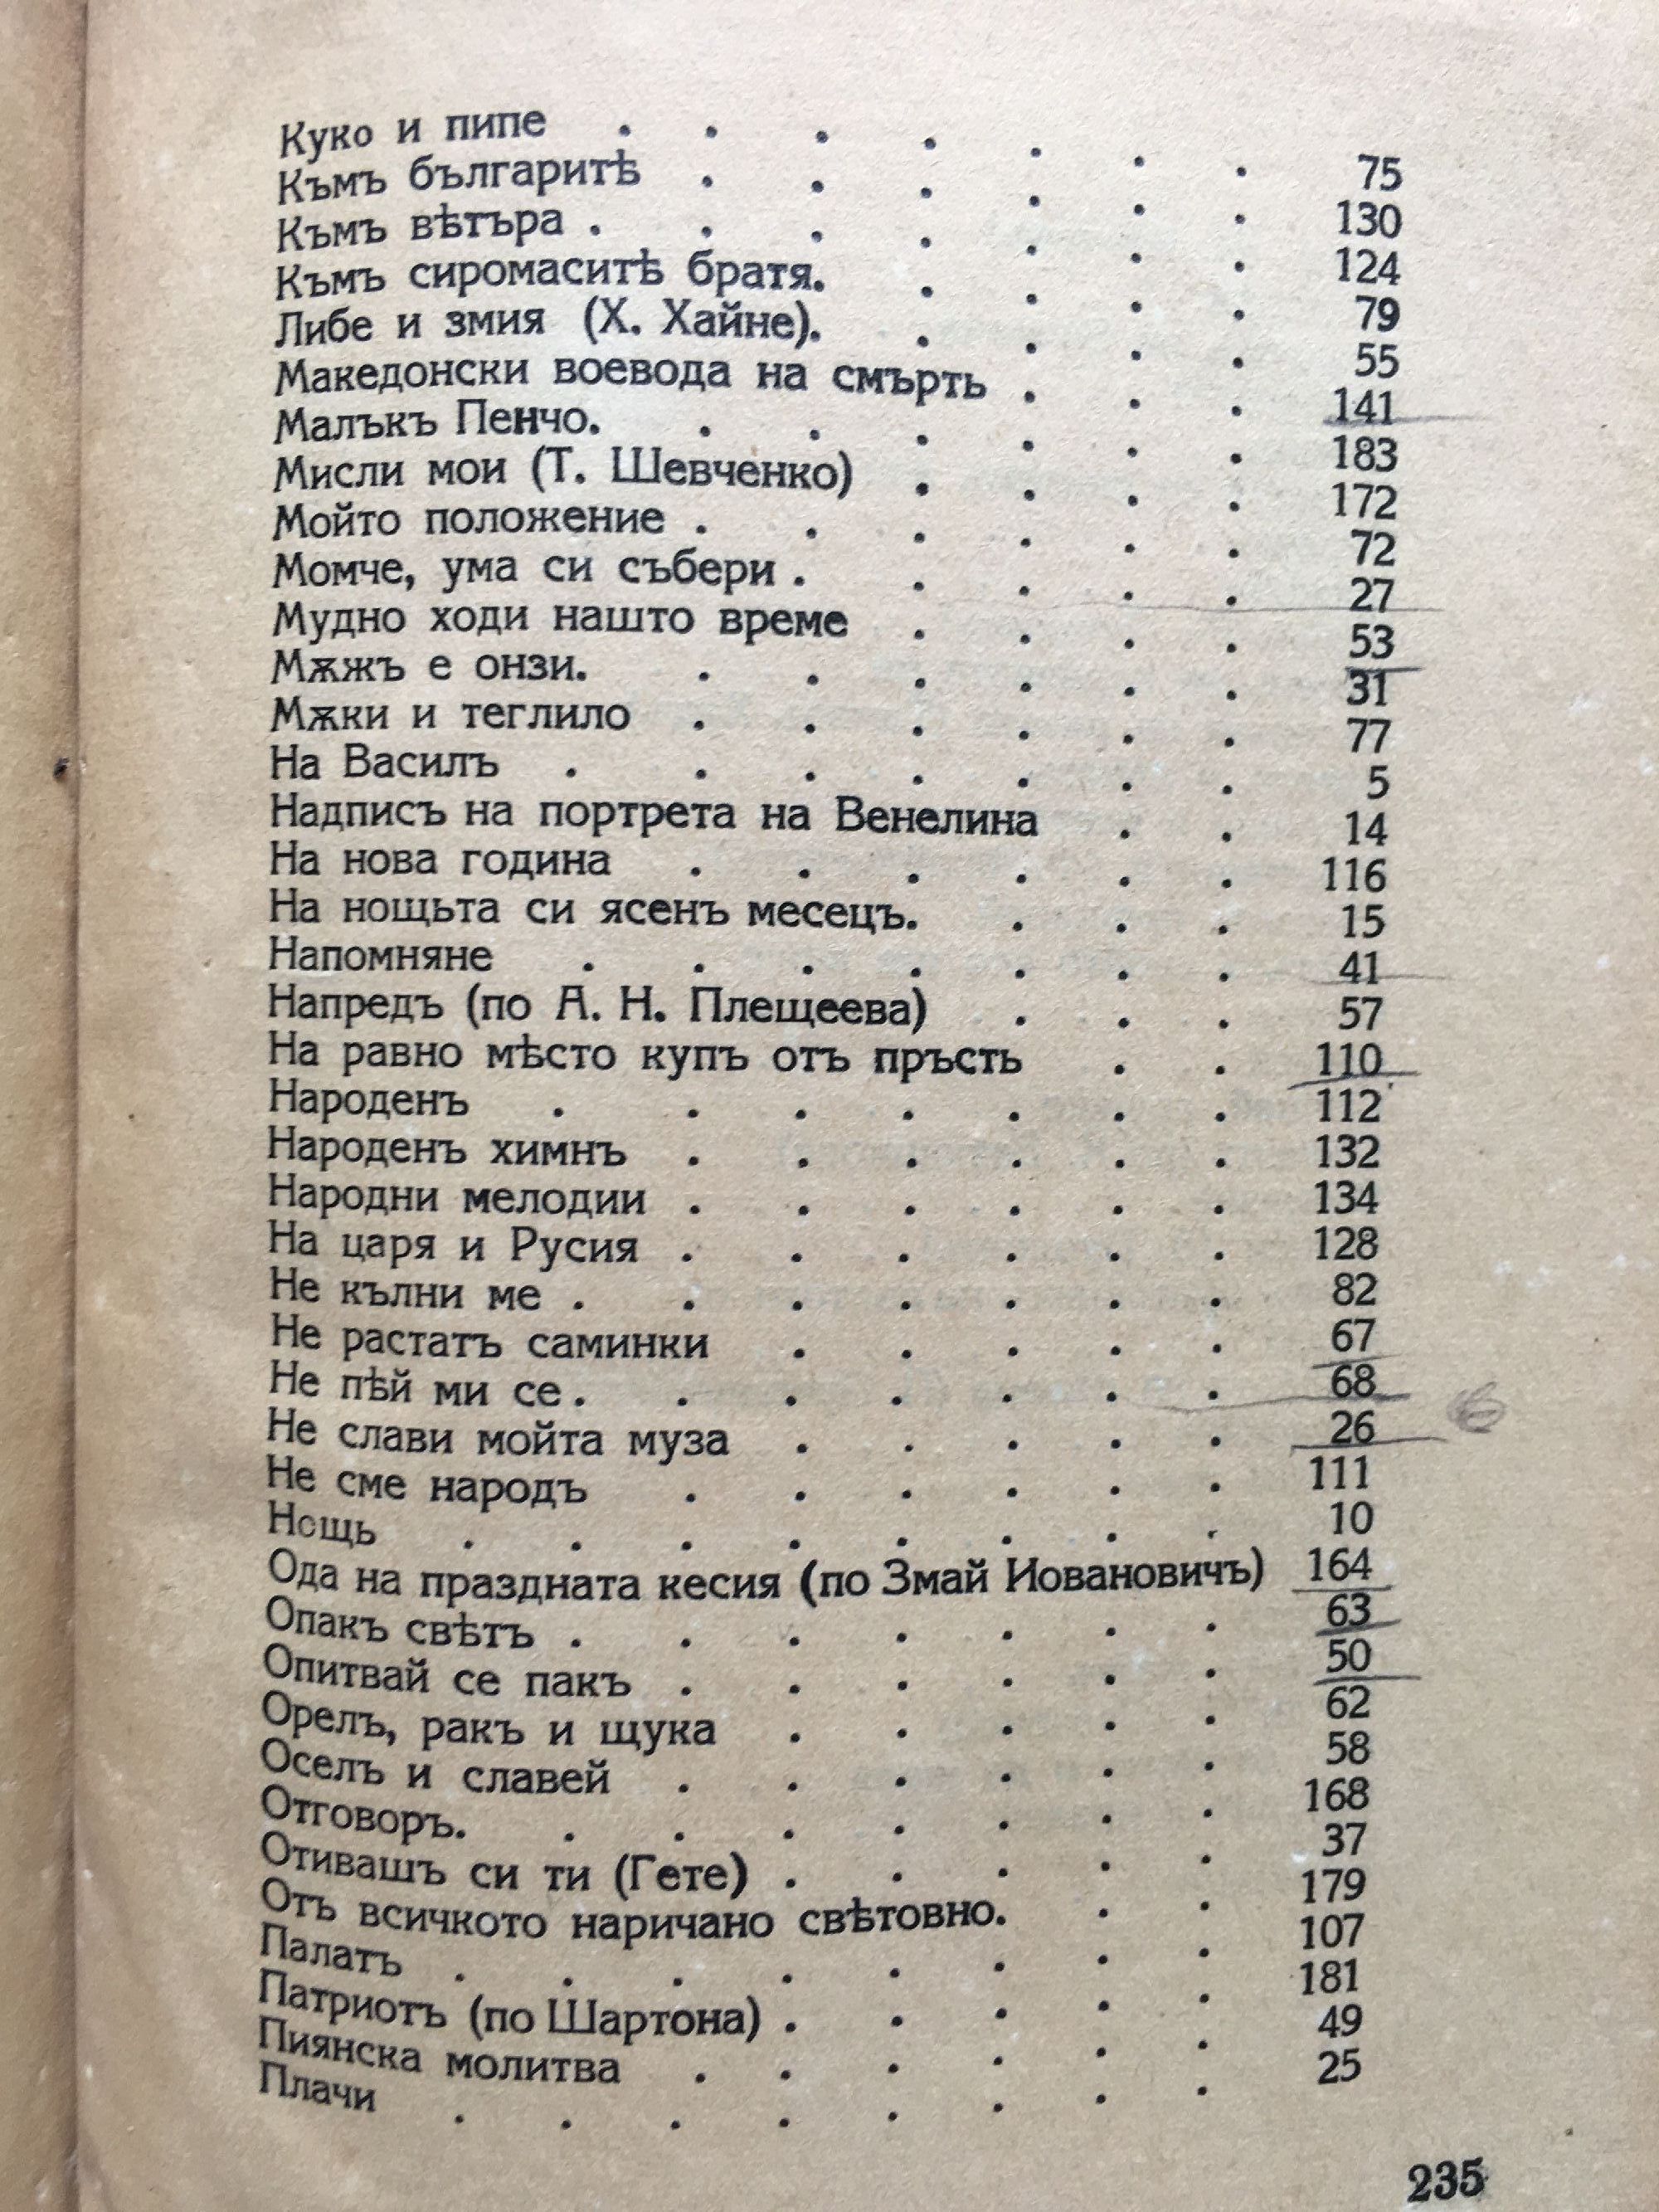 Куко и пипе . . . . . . . 75
Къмъ българитѣ . . . . . . 130
Къмъ вѣтъра . . . . . . . 124
Къмъ сиромаситѣ братя. . . . . 79
Либе и змия (Х. Хайне). . . . . 55
Македонски воевода на смърть . . . 141
Малъкъ Пенчо. . . . . . . 183
Мисли мои (Т. Шевченко) . . . . 172
Мойто положение . . . . . . 72
Момче, ума си събери . . . . . 27
Мудно ходи нашто време . . . . 53
Мѫжъ е онзи. . . . . . . 31
Мѫки и теглило . . . . . . 77
На Василъ . . . . . . . 5
Надписъ на портрета на Венелина . . 14
На нова година . . . . . . 116
На нощьта си ясенъ месецъ. . . . 15
Напомняне . . . . . . . 41
Напредъ (по А. Н. Плещеева) . . . 57
На равно мѣсто купъ отъ пръсть . . 110
Народенъ . . . . . . . 112
Народенъ химнъ . . . . . . 132
Народни мелодии . . . . . . 134
На царя и Русия . . . . . . 128
Не кълни ме . . . . . . . 82
Не растатъ саминки . . . . . 67
Не пѣй ми се . . . . . . . 68
Не слави мойта муза . . . . . 26
Не сме народъ . . . . . . 111
Нощь . . . . . . . . 10
Ода на праздната кесия (по Змай Иовановичъ) 164
Опакъ свѣтъ . . . . . . . 63
Опитвай се пакъ . . . . . . 50
Орелъ, ракъ и щука . . . . . 62
Оселъ и славей . . . . . . 58
Отговоръ. . . . . . . . 168
Отивашъ си ти (Гете) . . . . . 37
Отъ всичкото наричано свѣтовно. . . 179
Палатъ . . . . . . . . 107
Патриотъ (по Шартона) . . . . . 181
Пиянска молитва . . . . . . 49
Плачи . . . . . . . . 25
235